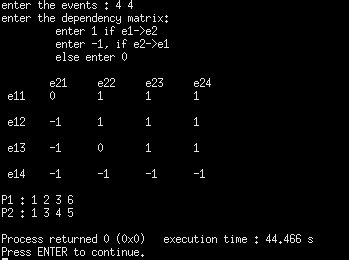 enter the events : 4 4
enter the dependency matrix:
enter 1 if e1->e2
enter -1, if e2->e1
else enter 0
e21 e22 e23 e24
e11 0 1 1 1
e12 -1 1 1 1
e13 -1 0 1 1
e14 -1 -1 -1 -1
P1 : 1 2 3 6
P2 : 1 3 4 5
Process returned 0 (0x0) execution time : 44.466 s
Press ENTER to continue.